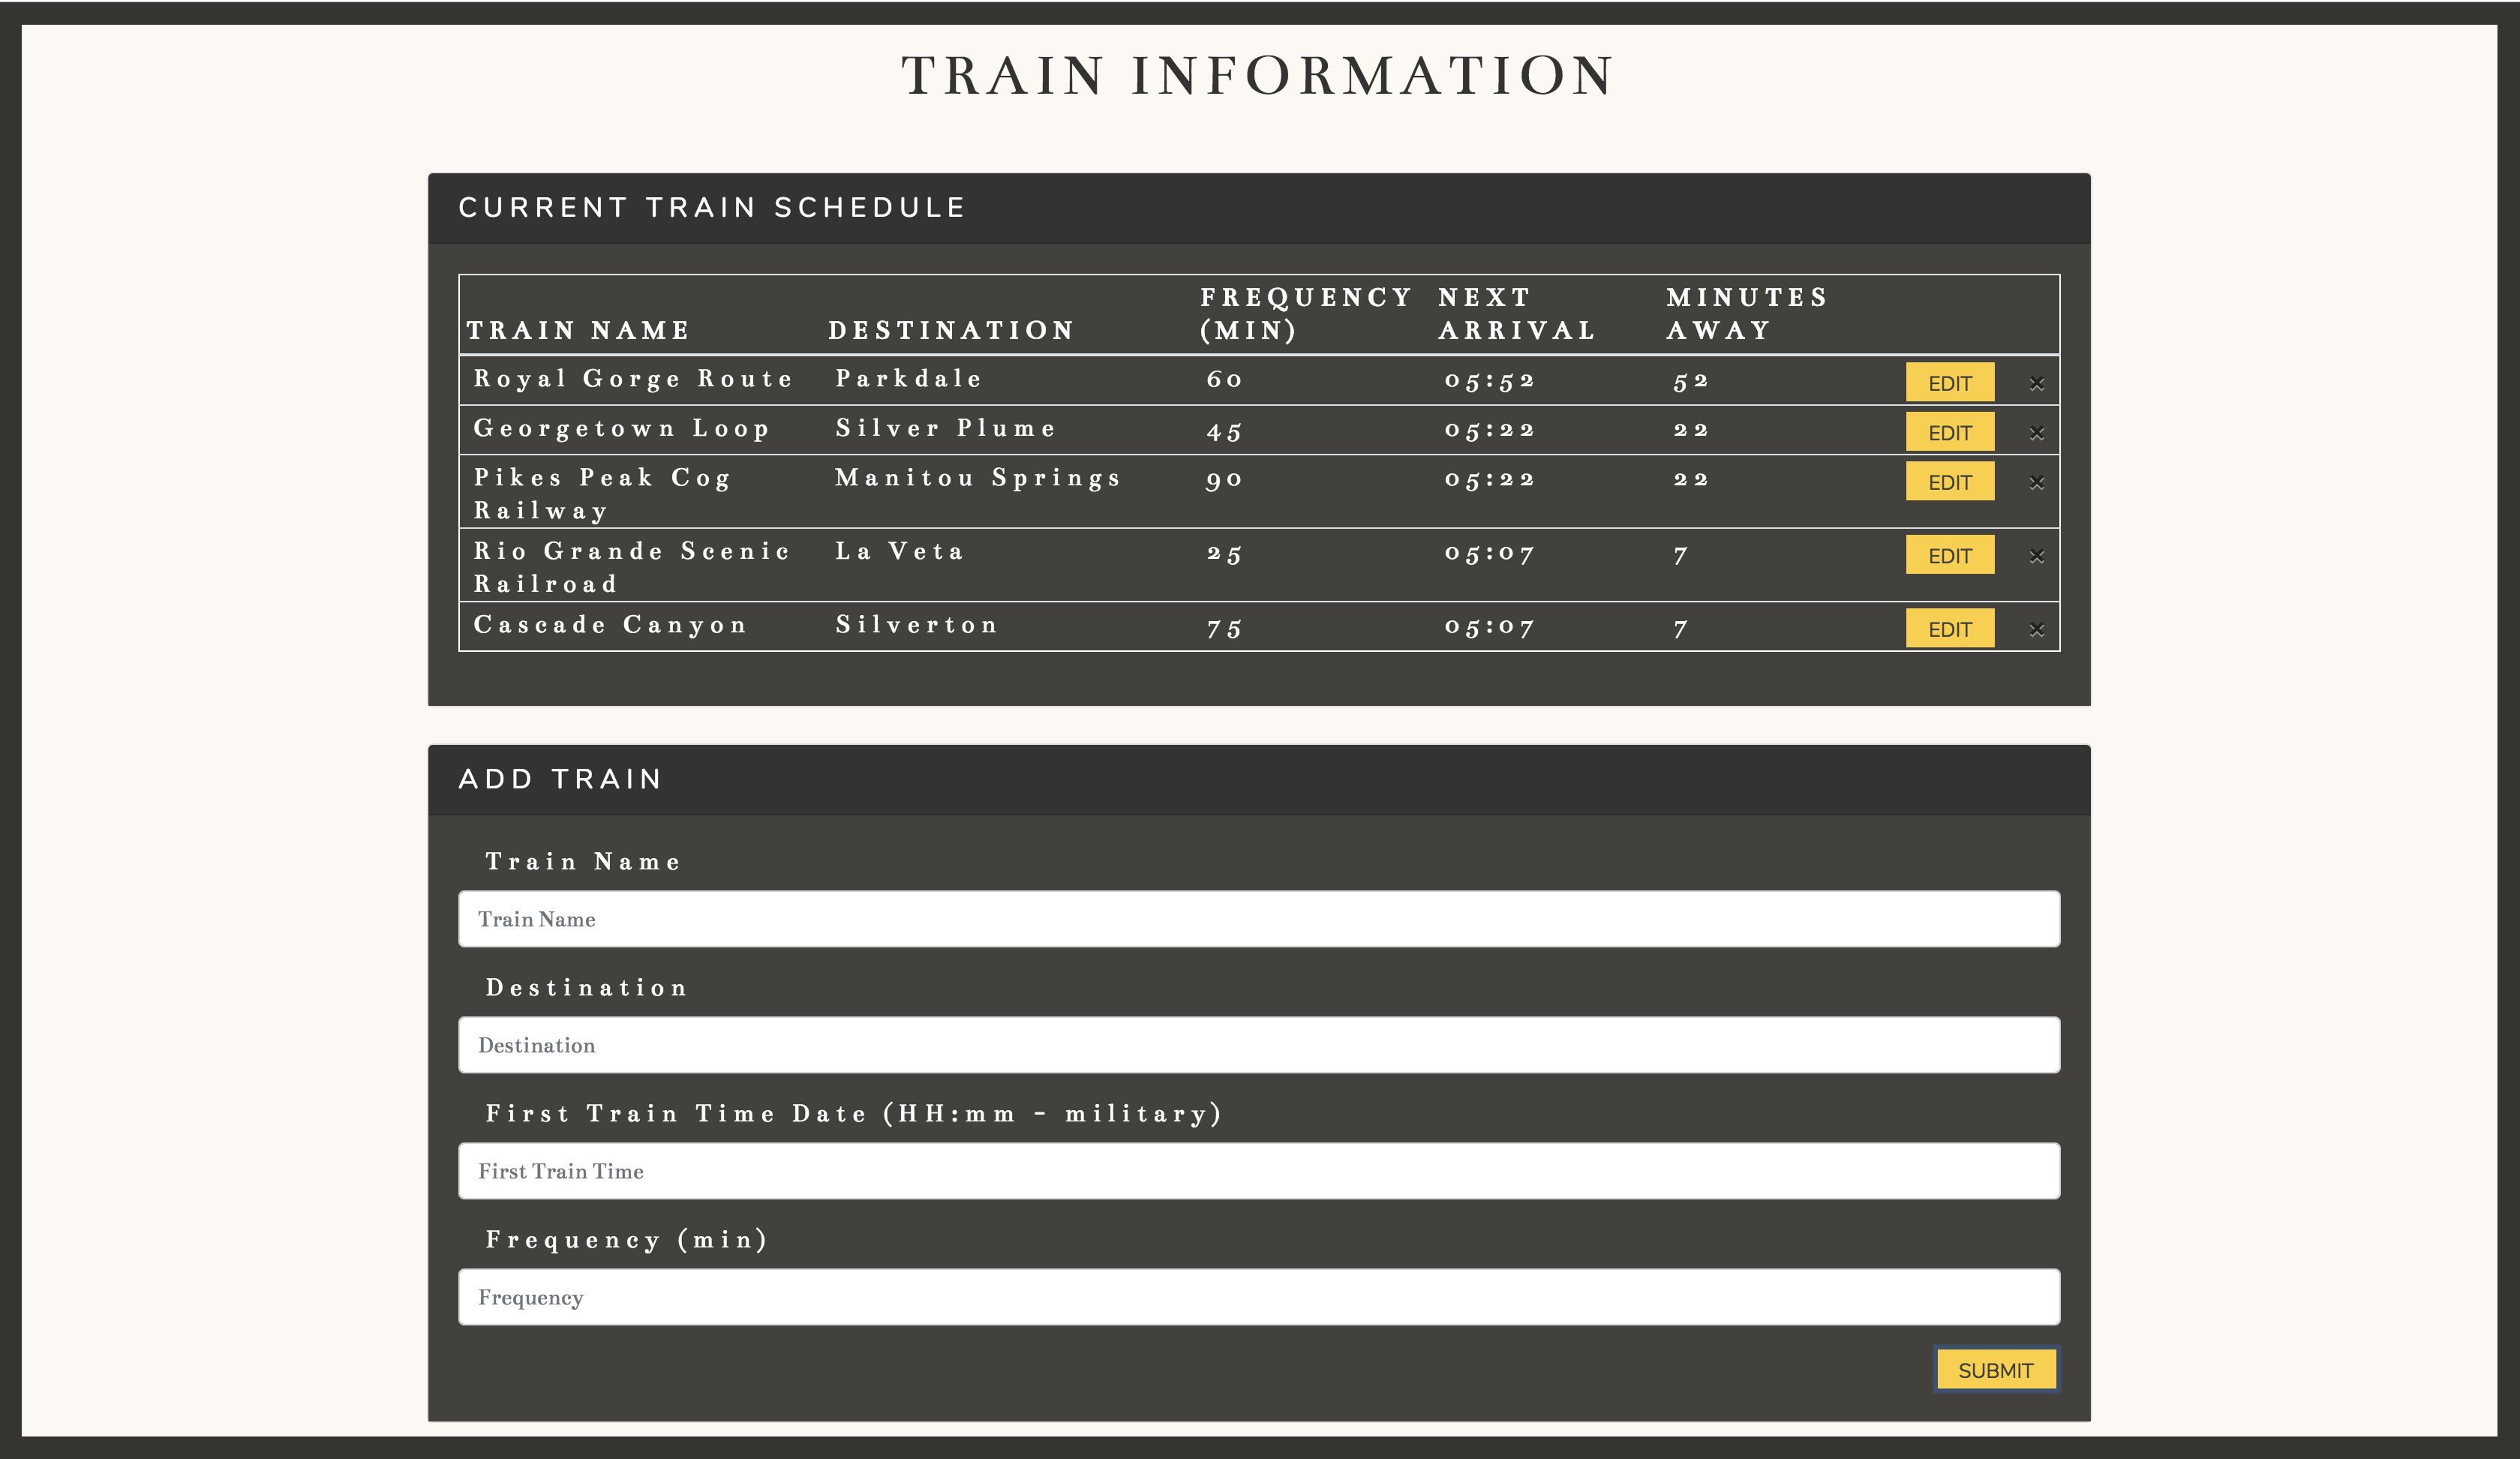 TRAIN INFORMATION
CURRENT TRAIN SCHEDULE
TRAIN NAME DESTINATION FREQUENCY (MIN) NEXT ARRIVAL MINUTES AWAY
Royal Gorge Route Parkdale 60 05:52 52 EDIT ×
Georgetown Loop Silver Plume 45 05:22 22 EDIT ×
Pikes Peak Cog Railway Manitou Springs 90 05:22 22 EDIT ×
Rio Grande Scenic Railroad La Veta 25 05:07 7 EDIT ×
Cascade Canyon Silverton 75 05:07 7 EDIT ×
ADD TRAIN
Train Name
Train Name
Destination
Destination
First Train Time Date (HH:mm - military)
First Train Time
Frequency (min)
Frequency
SUBMIT